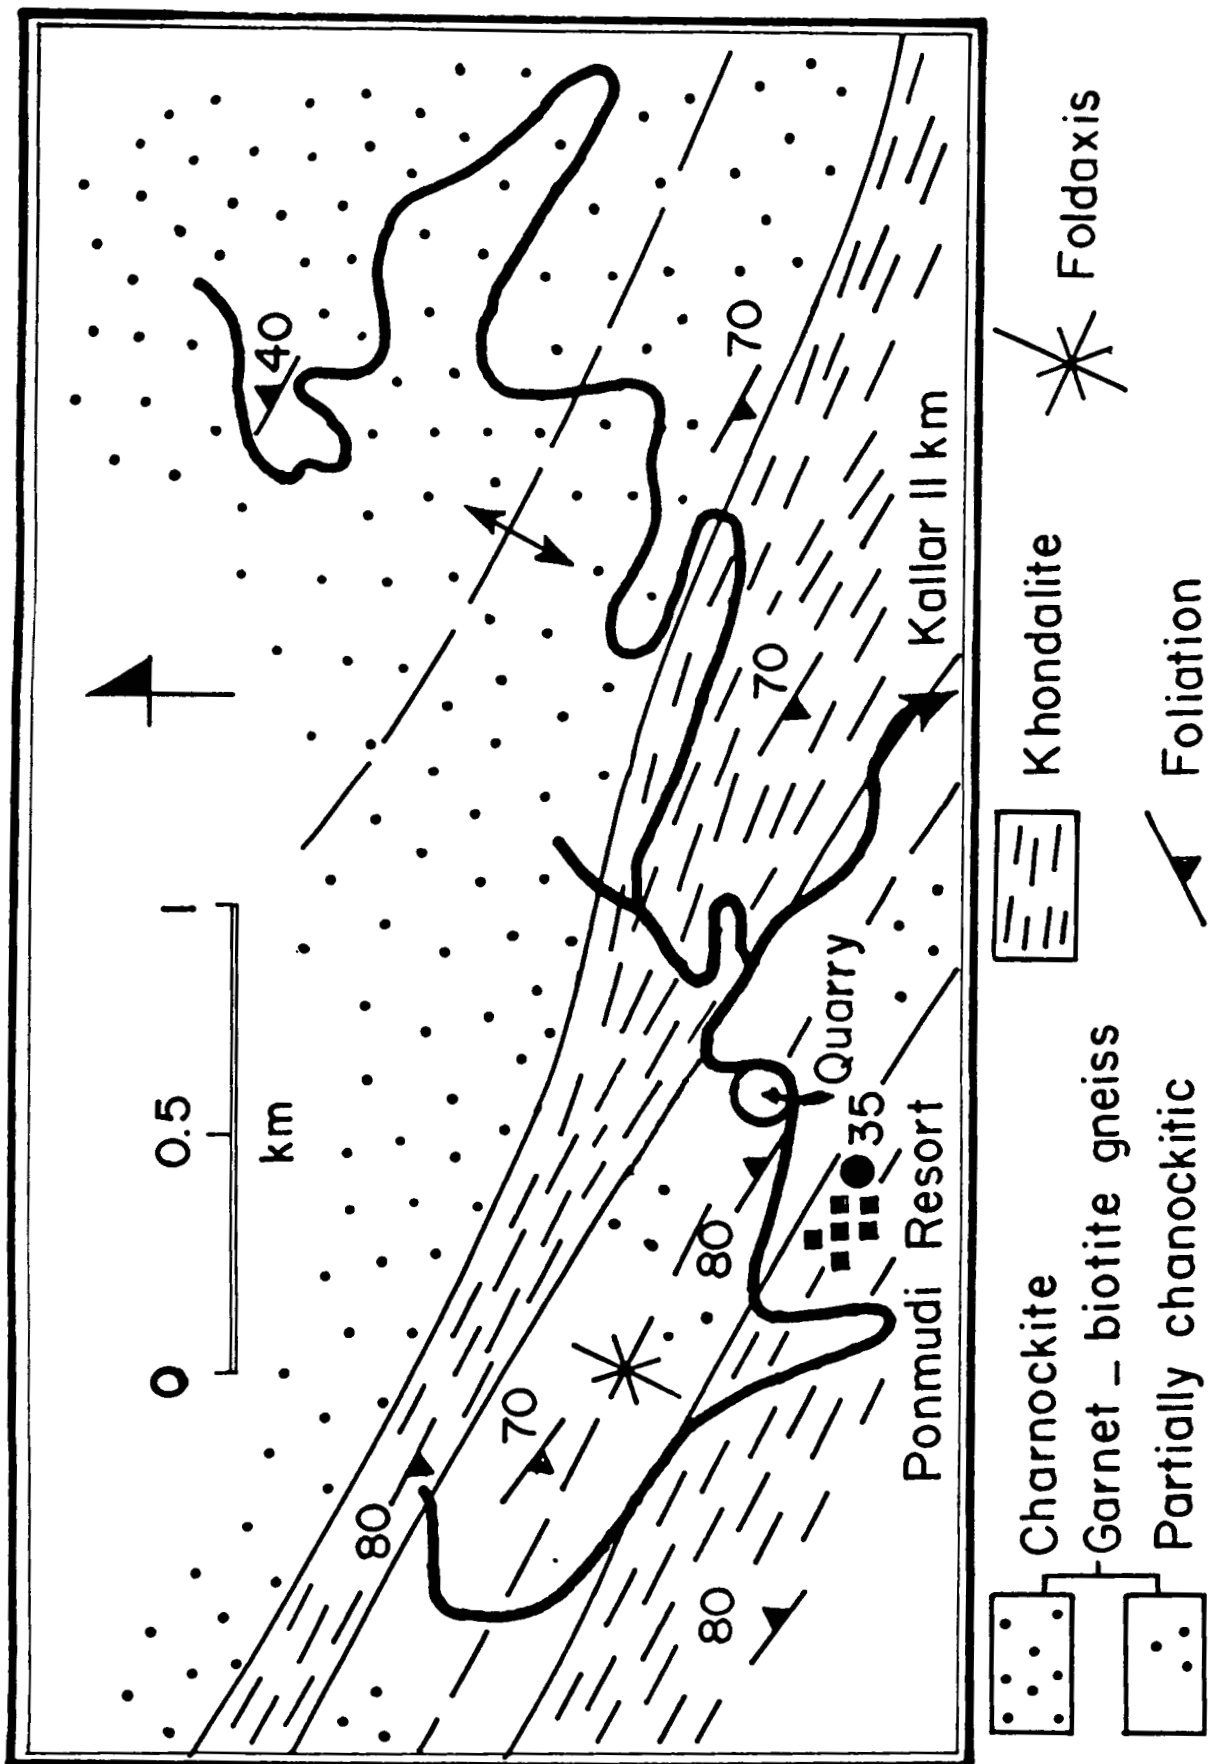 0 0.5 1
km
40
70
70
80
70
80
80
Quarry
35
Ponmudi Resort
Kallar 11 km
Charnockite
Garnet - biotite gneiss
Partially chanockitic
Khondalite
Foliation
Foldaxis